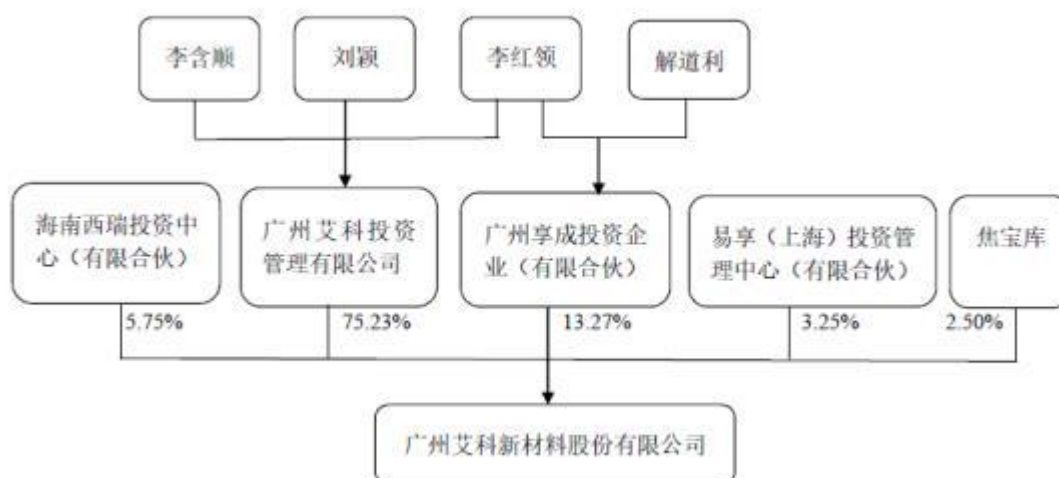 李含顺
刘颖
李红领
解道利
海南西瑞投资中
心（有限合伙）
广州艾科投资
管理有限公司
广州享成投资企
业（有限合伙）
易享（上海）投资管
理中心（有限合伙）
焦宝库
5.75%
75.23%
13.27%
3.25%
2.50%
广州艾科新材料股份有限公司